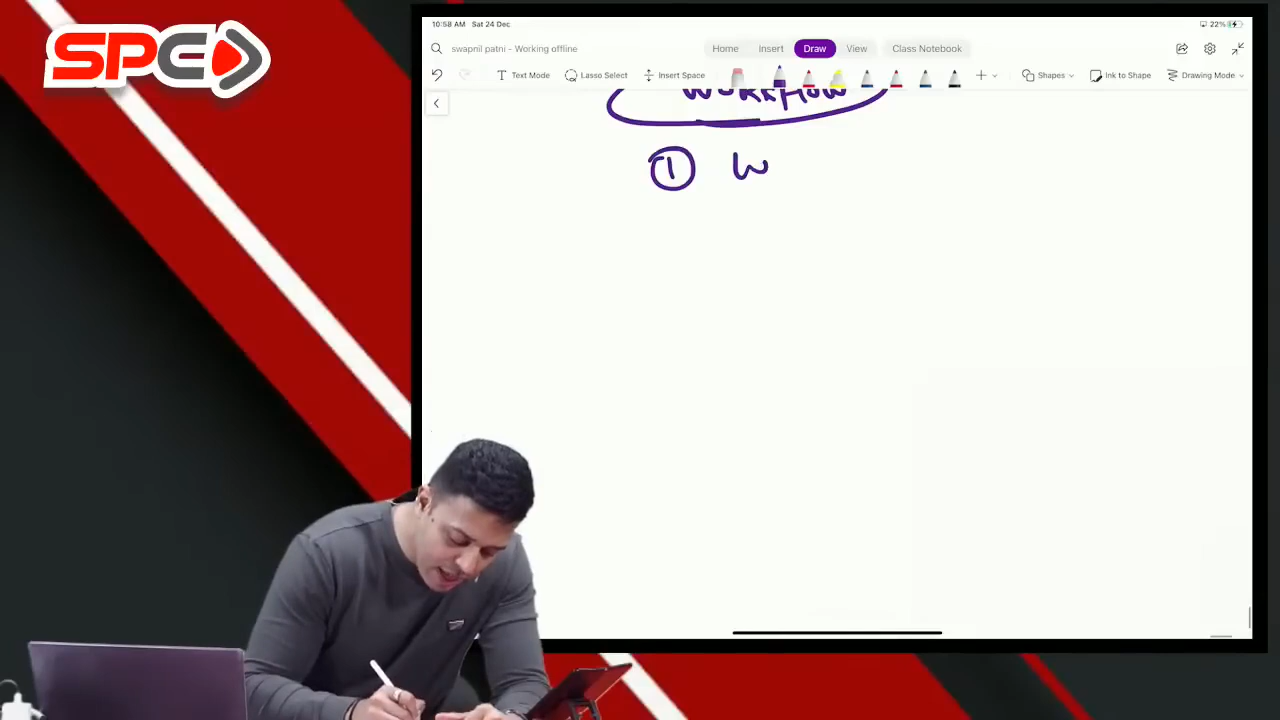 SPC
10:58 AM Sat 24 Dec 22%
swapnil patni - Working offline Home Insert Draw View Class Notebook
Text Mode Lasso Select Insert Space Shapes Ink to Shape Drawing Mode
Workflow
① W